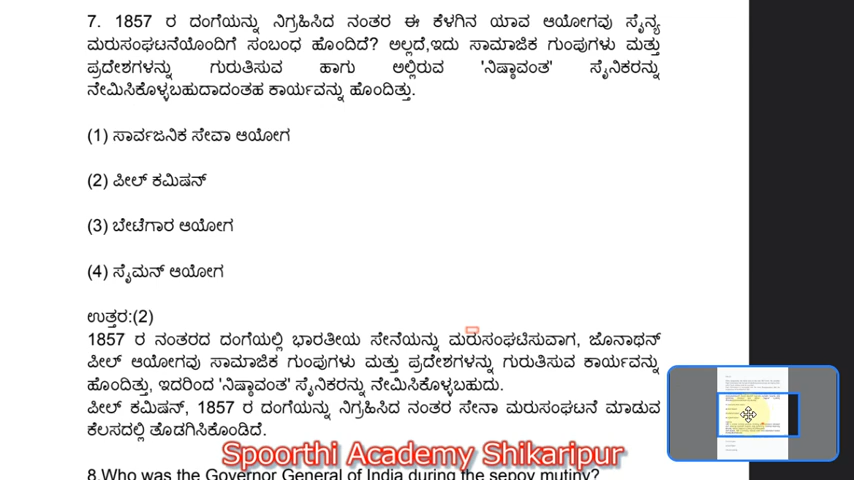 7. 1857 ರ ದಂಗೆಯನ್ನು ನಿಗ್ರಹಿಸಿದ ನಂತರ ಈ ಕೆಳಗಿನ ಯಾವ ಆಯೋಗವು ಸೈನ್ಯ
ಮರುಸಂಘಟನೆಯೊಂದಿಗೆ ಸಂಬಂಧ ಹೊಂದಿದೆ? ಅಲ್ಲದೆ,ಇದು ಸಾಮಾಜಿಕ ಗುಂಪುಗಳು ಮತ್ತು
ಪ್ರದೇಶಗಳನ್ನು ಗುರುತಿಸುವ ಹಾಗು ಅಲ್ಲಿರುವ 'ನಿಷ್ಠಾವಂತ' ಸೈನಿಕರನ್ನು
ನೇಮಿಸಿಕೊಳ್ಳಬಹುದಾದಂತಹ ಕಾರ್ಯವನ್ನು ಹೊಂದಿತ್ತು.
(1) ಸಾರ್ವಜನಿಕ ಸೇವಾ ಆಯೋಗ
(2) ಪೀಲ್ ಕಮಿಷನ್
(3) ಬೇಟೆಗಾರ ಆಯೋಗ
(4) ಸೈಮನ್ ಆಯೋಗ
ಉತ್ತರ:(2)
1857 ರ ನಂತರದ ದಂಗೆಯಲ್ಲಿ ಭಾರತೀಯ ಸೇನೆಯನ್ನು ಮರುಸಂಘಟಿಸುವಾಗ, ಜೊನಾಥನ್
ಪೀಲ್ ಆಯೋಗವು ಸಾಮಾಜಿಕ ಗುಂಪುಗಳು ಮತ್ತು ಪ್ರದೇಶಗಳನ್ನು ಗುರುತಿಸುವ ಕಾರ್ಯವನ್ನು
ಹೊಂದಿತ್ತು, ಇದರಿಂದ 'ನಿಷ್ಠಾವಂತ' ಸೈನಿಕರನ್ನು ನೇಮಿಸಿಕೊಳ್ಳಬಹುದು.
ಪೀಲ್ ಕಮಿಷನ್, 1857 ರ ದಂಗೆಯನ್ನು ನಿಗ್ರಹಿಸಿದ ನಂತರ ಸೇನಾ ಮರುಸಂಘಟನೆ ಮಾಡುವ
ಕೆಲಸದಲ್ಲಿ ತೊಡಗಿಸಿಕೊಂಡಿದೆ.
Spoorthi Academy Shikaripur
8.Who was the Governor General of India during the sepoy mutiny?